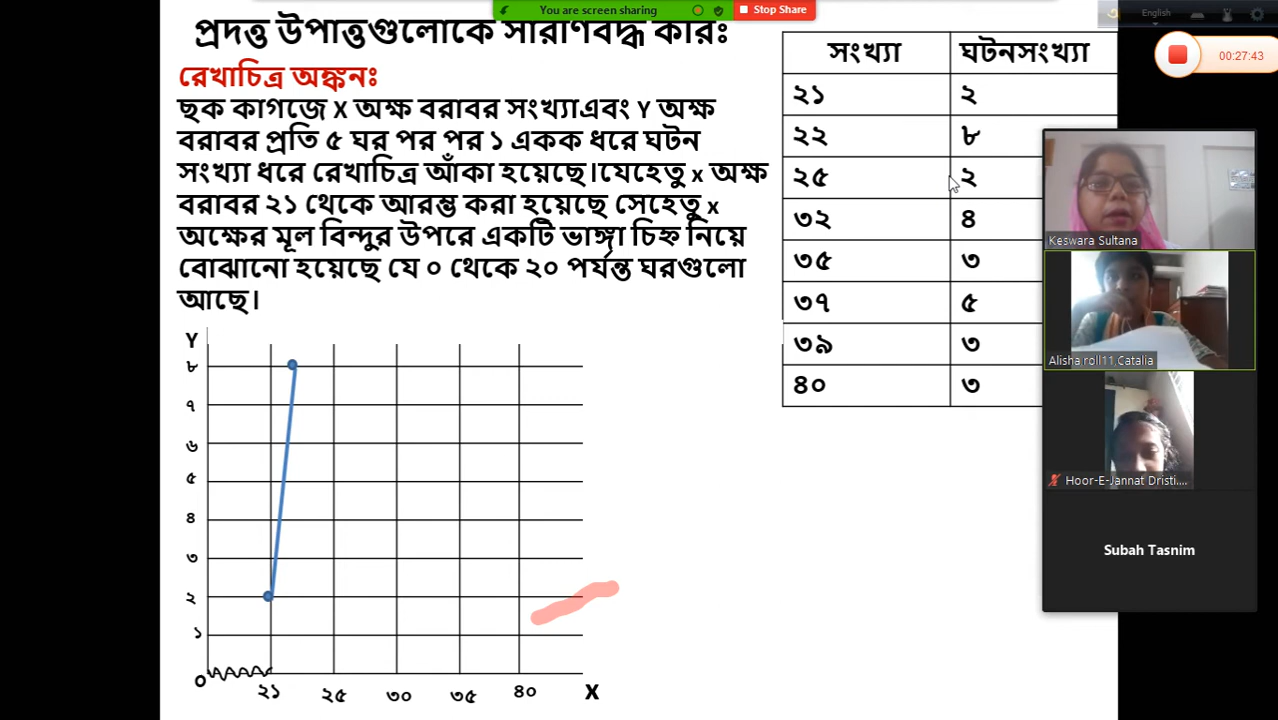 You are screen sharing
Stop Share
English
00:27:43
প্রদত্ত উপাত্তগুলোকে সারণিবদ্ধ করিঃ
রেখাচিত্র অঙ্কনঃ
ছক কাগজে X অক্ষ বরাবর সংখ্যাএবং Y অক্ষ
বরাবর প্রতি ৫ ঘর পর পর ১ একক ধরে ঘটন
সংখ্যা ধরে রেখাচিত্র আঁকা হয়েছে।যেহেতু x অক্ষ
বরাবর ২১ থেকে আরম্ভ করা হয়েছে সেহেতু x
অক্ষের মূল বিন্দুর উপরে একটি ভাঙ্গা চিহ্ন নিয়ে
বোঝানো হয়েছে যে ০ থেকে ২০ পর্যন্ত ঘরগুলো
আছে।
সংখ্যা ঘটনসংখ্যা
২১ ২
২২ ৮
২৫ ২
৩২ ৪
৩৫ ৩
৩৭ ৫
৩৯ ৩
৪০ ৩
Y
৮
৭
৬
৫
৪
৩
২
১
০
২১ ২৫ ৩০ ৩৫ ৪০ X
Keswara Sultana
Alisha roll11 Catalia
Hoor-E-Jannat Dristi....
Subah Tasnim